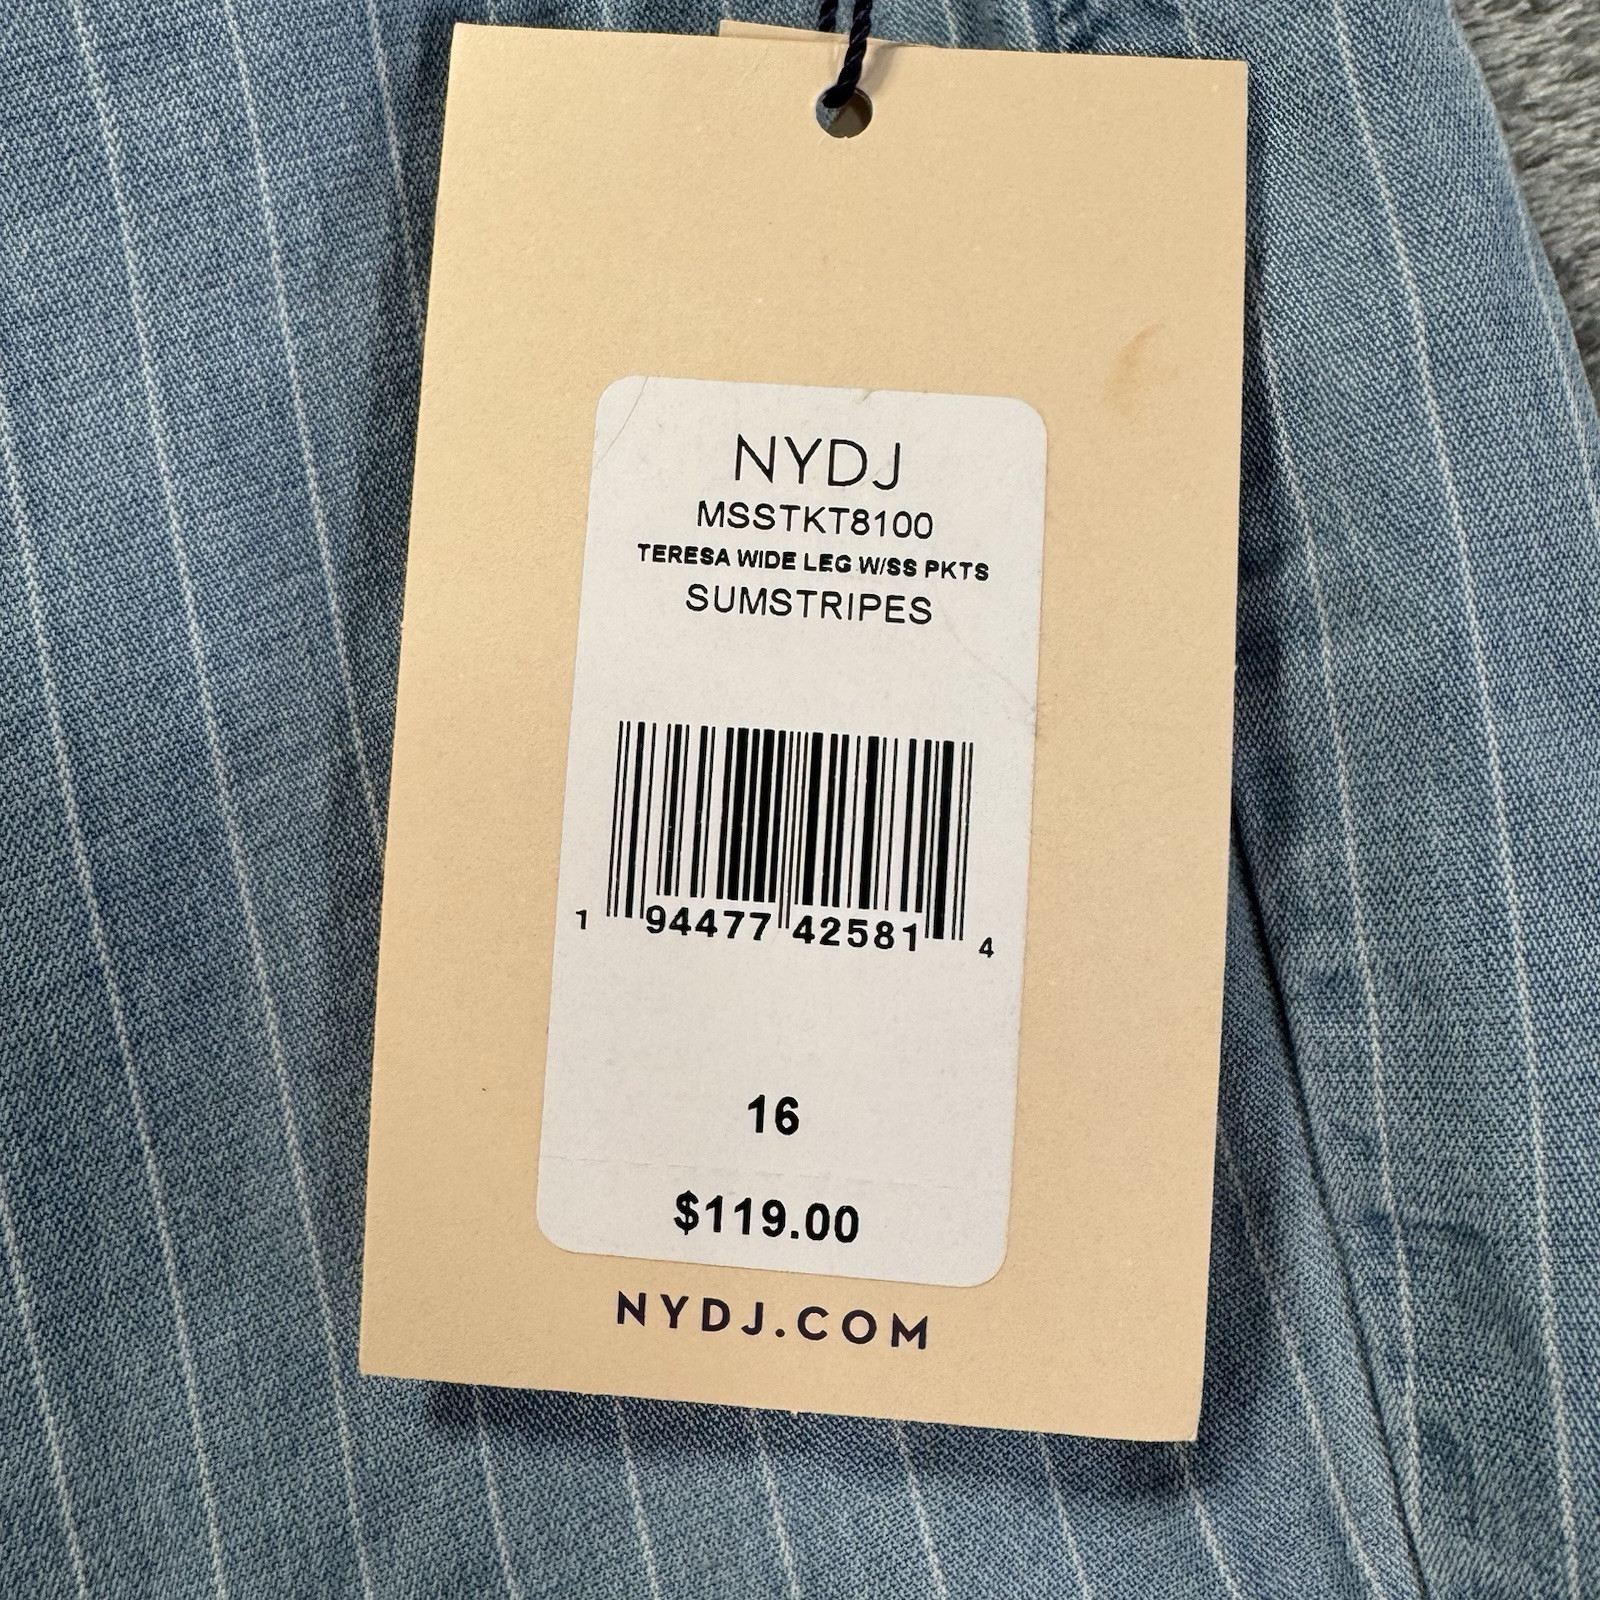 NYDJ
MSSTKT8100
TERESA WIDE LEG W/SS PKTS
SUMSTRIPES
1 94477 42581 4
16
$119.00
NYDJ.COM